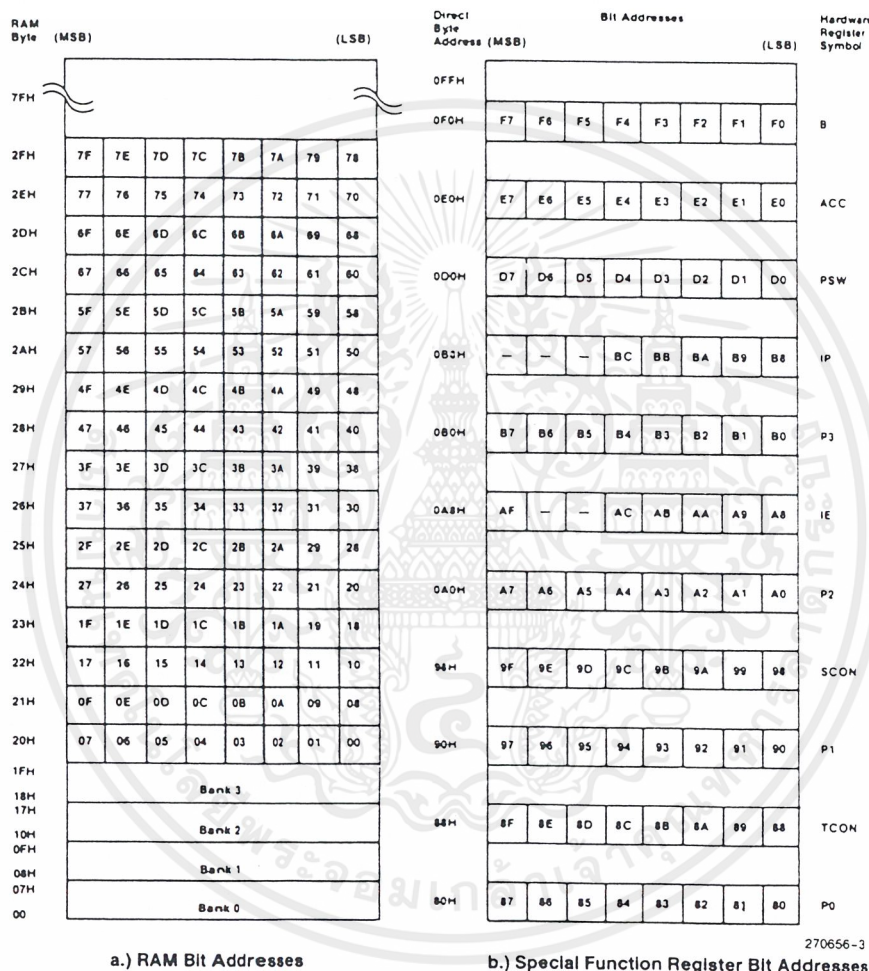 RAM Byte (MSB) (LSB)
7FH
2FH 7F 7E 7D 7C 7B 7A 79 78
2EH 77 76 75 74 73 72 71 70
2DH 6F 6E 6D 6C 6B 6A 69 68
2CH 67 66 65 64 63 62 61 60
2BH 5F 5E 5D 5C 5B 5A 59 58
2AH 57 56 55 54 53 52 51 50
29H 4F 4E 4D 4C 4B 4A 49 48
28H 47 46 45 44 43 42 41 40
27H 3F 3E 3D 3C 3B 3A 39 38
26H 37 36 35 34 33 32 31 30
25H 2F 2E 2D 2C 2B 2A 29 28
24H 27 26 25 24 23 22 21 20
23H 1F 1E 1D 1C 1B 1A 19 18
22H 17 16 15 14 13 12 11 10
21H 0F 0E 0D 0C 0B 0A 09 08
20H 07 06 05 04 03 02 01 00
1FH
18H Bank 3
17H
10H Bank 2
0FH
08H Bank 1
07H
00 Bank 0
a.) RAM Bit Addresses
Direct Byte Address (MSB) Bit Addresses (LSB) Hardware Register Symbol
0FFH
0F0H F7 F6 F5 F4 F3 F2 F1 F0 B
0E0H E7 E6 E5 E4 E3 E2 E1 E0 ACC
0D0H D7 D6 D5 D4 D3 D2 D1 D0 PSW
0B3H — — — BC BB BA B9 B8 IP
0B0H B7 B6 B5 B4 B3 B2 B1 B0 P3
0A8H AF — — AC AB AA A9 A8 IE
0A0H A7 A6 A5 A4 A3 A2 A1 A0 P2
98H 9F 9E 9D 9C 9B 9A 99 98 SCON
90H 97 96 95 94 93 92 91 90 P1
88H 8F 8E 8D 8C 8B 8A 89 88 TCON
80H 87 86 85 84 83 82 81 80 P0
270656-3
b.) Special Function Register Bit Addresses